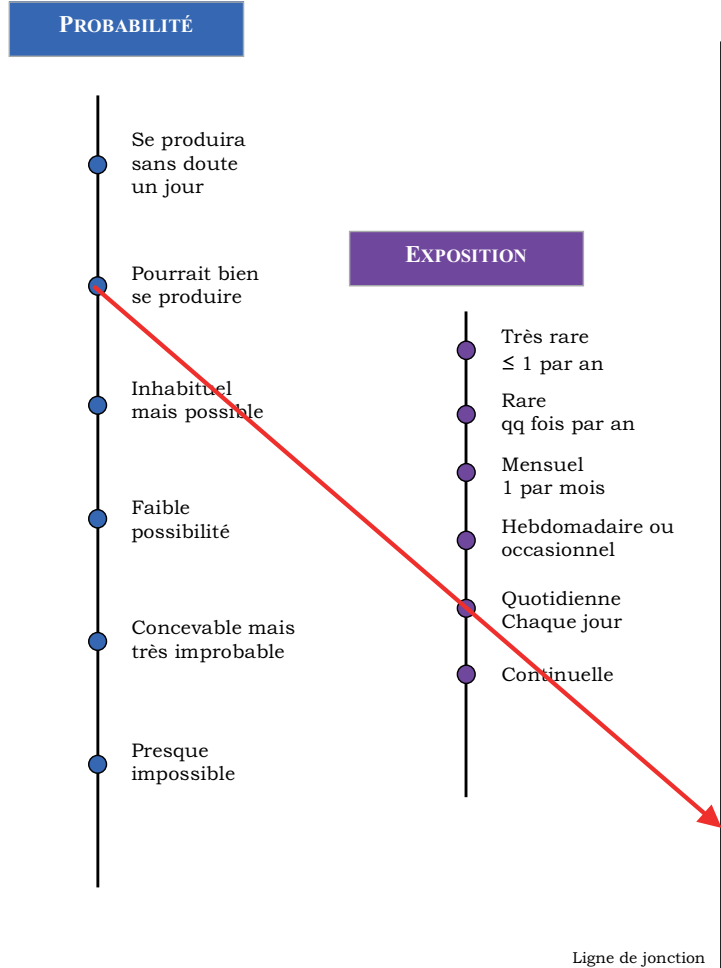 PROBABILITÉ
Se produira
sans doute
un jour
Pourrait bien
se produire
Inhabituel
mais possible
Faible
possibilité
Concevable mais
très improbable
Presque
impossible
EXPOSITION
Très rare
≤ 1 par an
Rare
qq fois par an
Mensuel
1 par mois
Hebdomadaire ou
occasionnel
Quotidienne
Chaque jour
Continuelle
Ligne de jonction